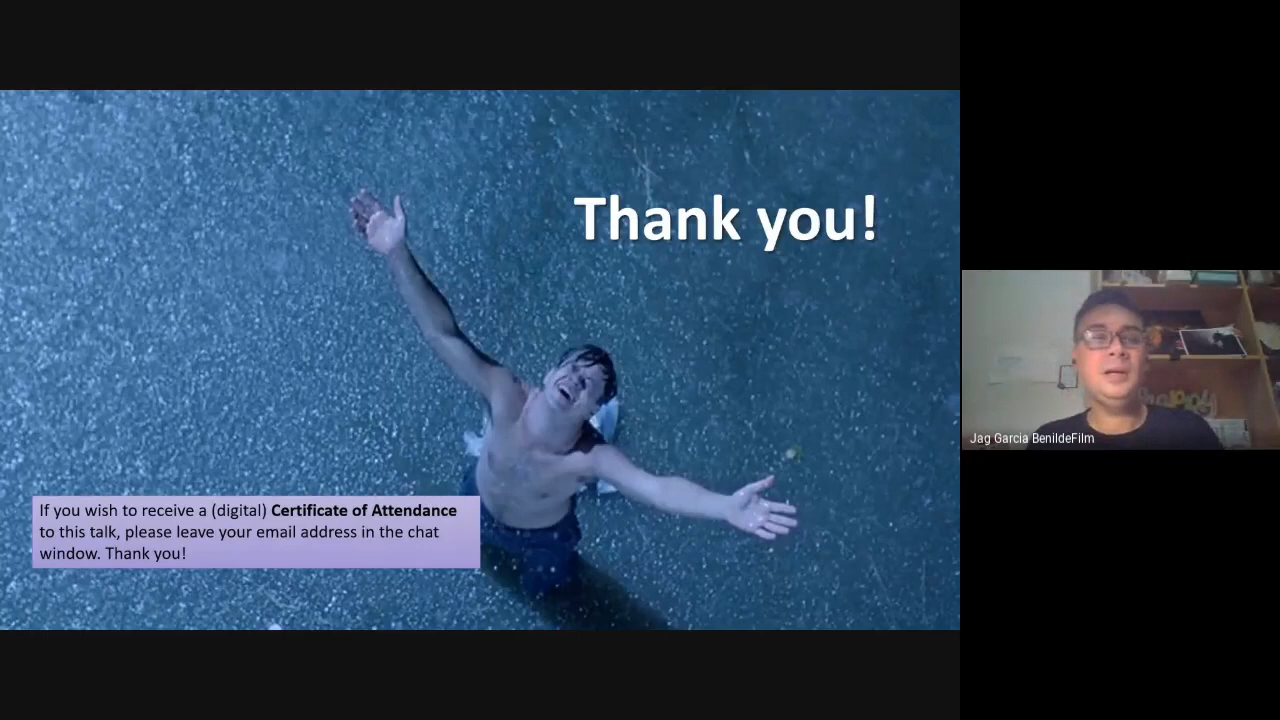 Thank you!
If you wish to receive a (digital) Certificate of Attendance
to this talk, please leave your email address in the chat
window. Thank you!
Jag Garcia BenildeFilm